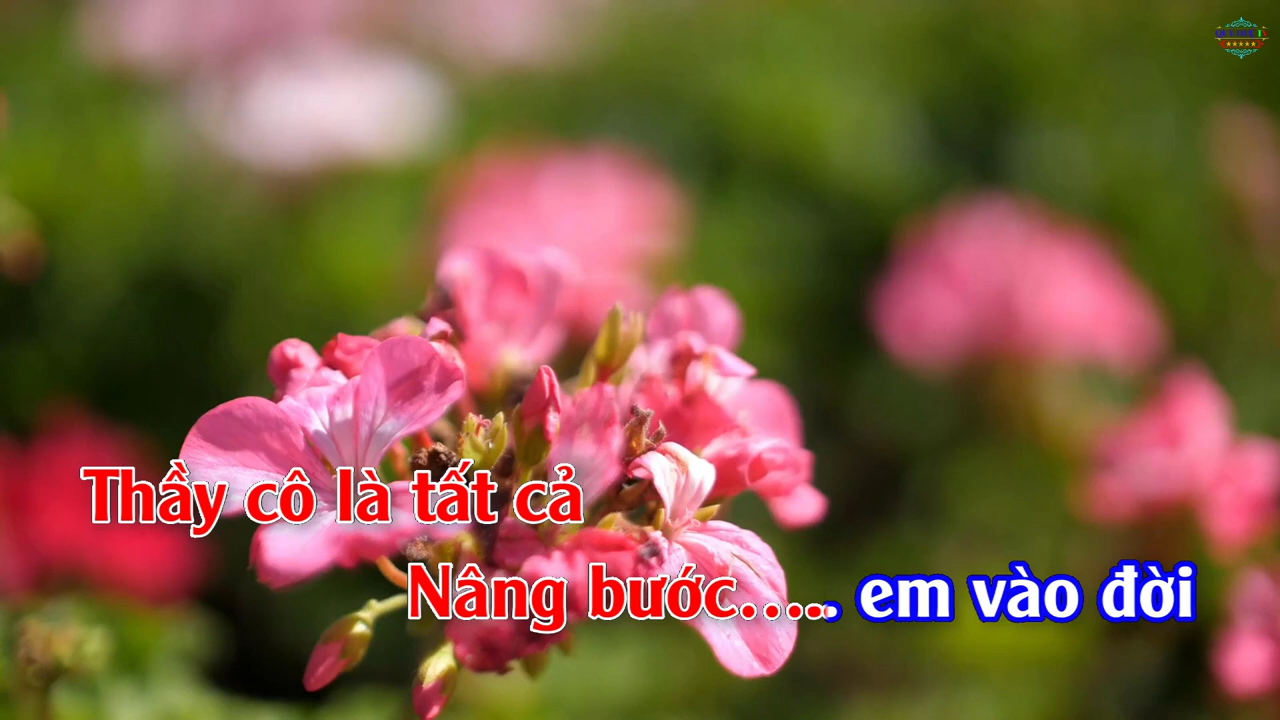 Thầy cô là tất cả
Nâng bước..... em vào đời